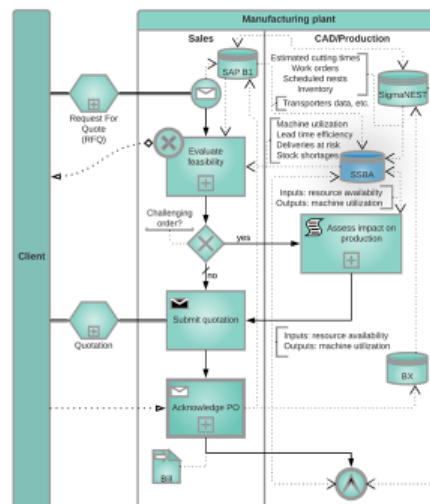 Manufacturing plant
Sales
CAD/Production
SAP B1
Estimated cutting times
Work orders
Scheduled nests
Inventory
SigmaNEST
Transporters data, etc.
Request For
Quote
(RFQ)
Machine utilization
Lead time efficiency
Deliveries at risk
Stock shortages
Evaluate
feasibility
SSBA
Inputs: resource availability
Outputs: machine utilization
Challenging
order?
Assess impact on
production
yes
no
Client
Submit quotation
Quotation
Inputs: resource availability
Outputs: machine utilization
BX
Acknowledge PO
Bill